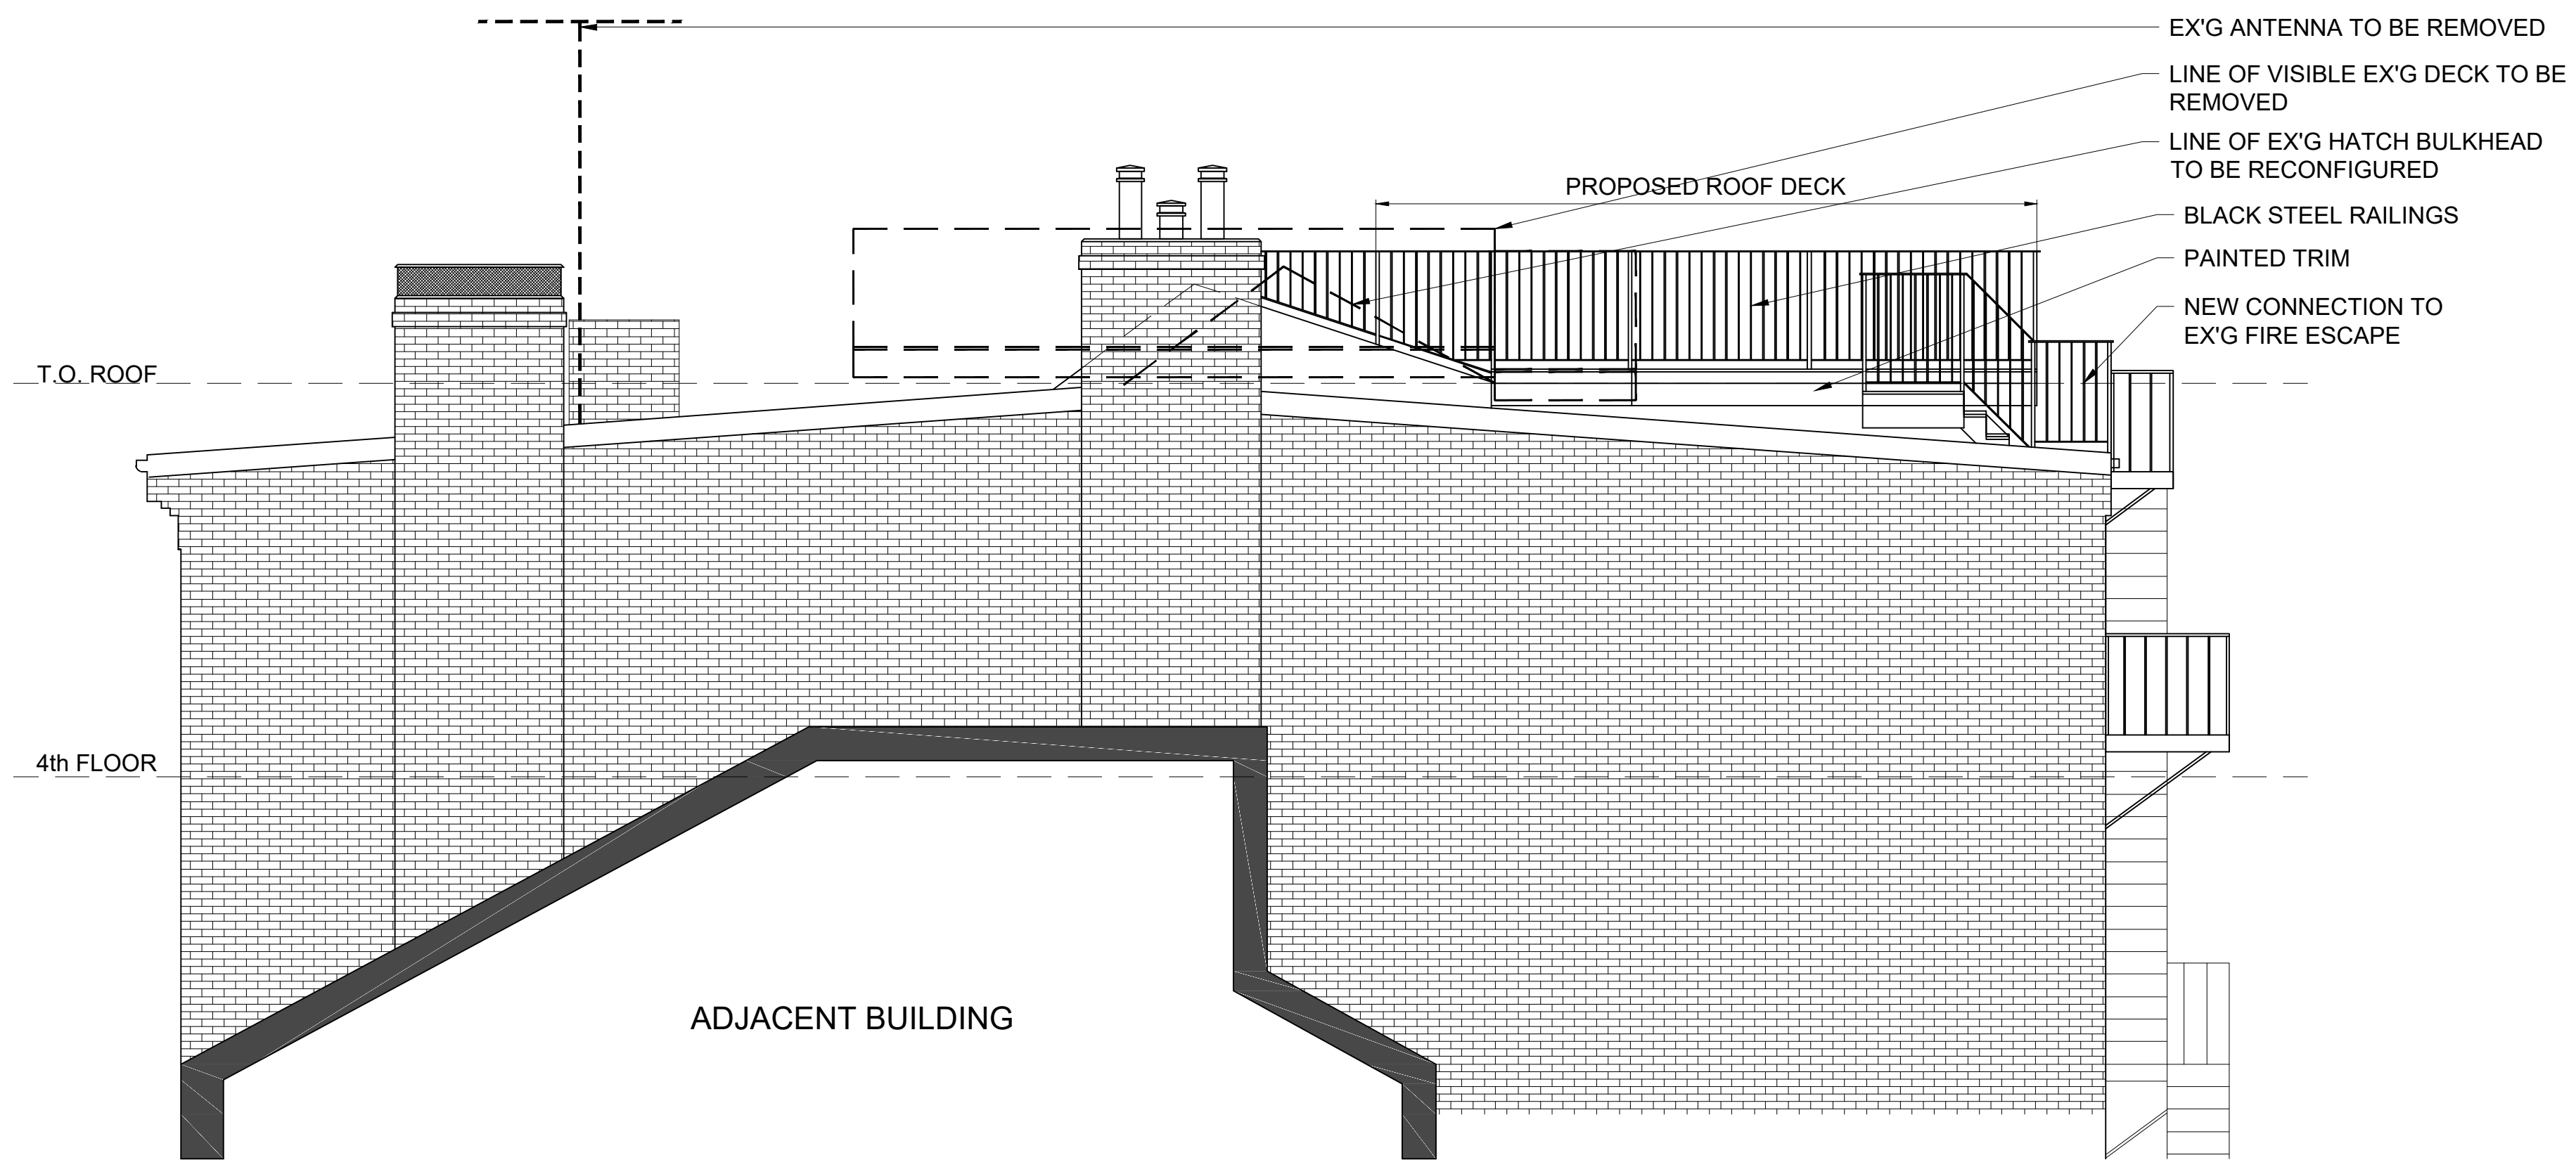 EX'G ANTENNA TO BE REMOVED
LINE OF VISIBLE EX'G DECK TO BE
REMOVED
LINE OF EX'G HATCH BULKHEAD
TO BE RECONFIGURED
PROPOSED ROOF DECK
BLACK STEEL RAILINGS
PAINTED TRIM
NEW CONNECTION TO
EX'G FIRE ESCAPE
T.O. ROOF
4th FLOOR
ADJACENT BUILDING